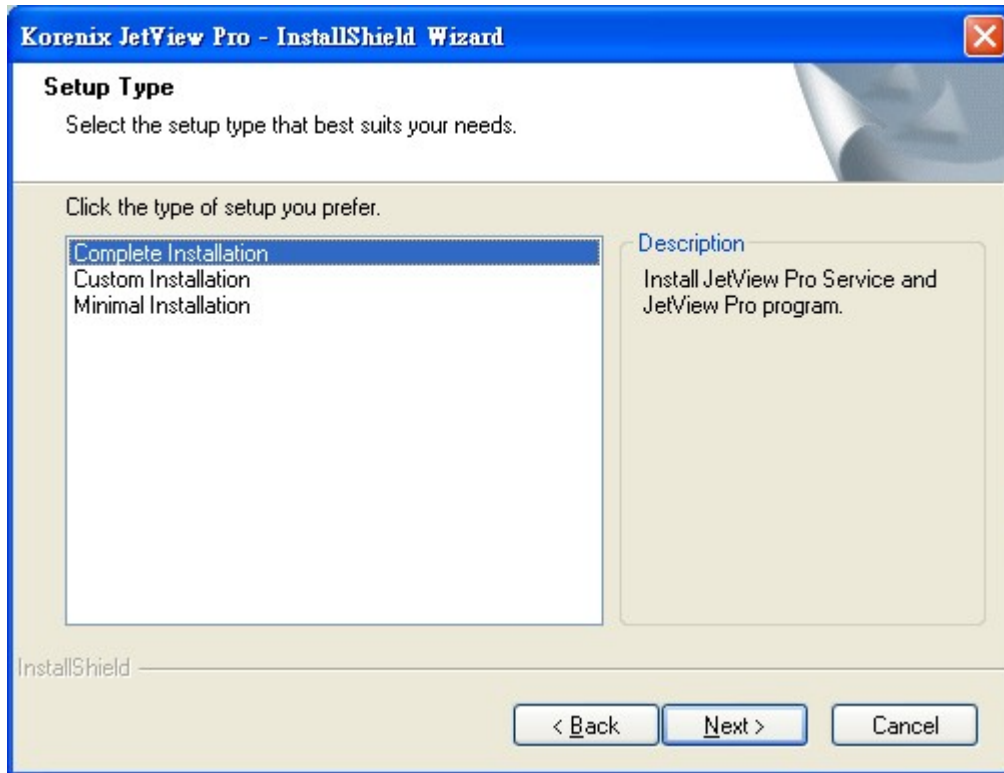 Korenix JetView Pro - InstallShield Wizard
Setup Type
Select the setup type that best suits your needs.
Click the type of setup you prefer.
Complete Installation
Custom Installation
Minimal Installation
Description
Install JetView Pro Service and
JetView Pro program.
InstallShield
< Back
Next >
Cancel